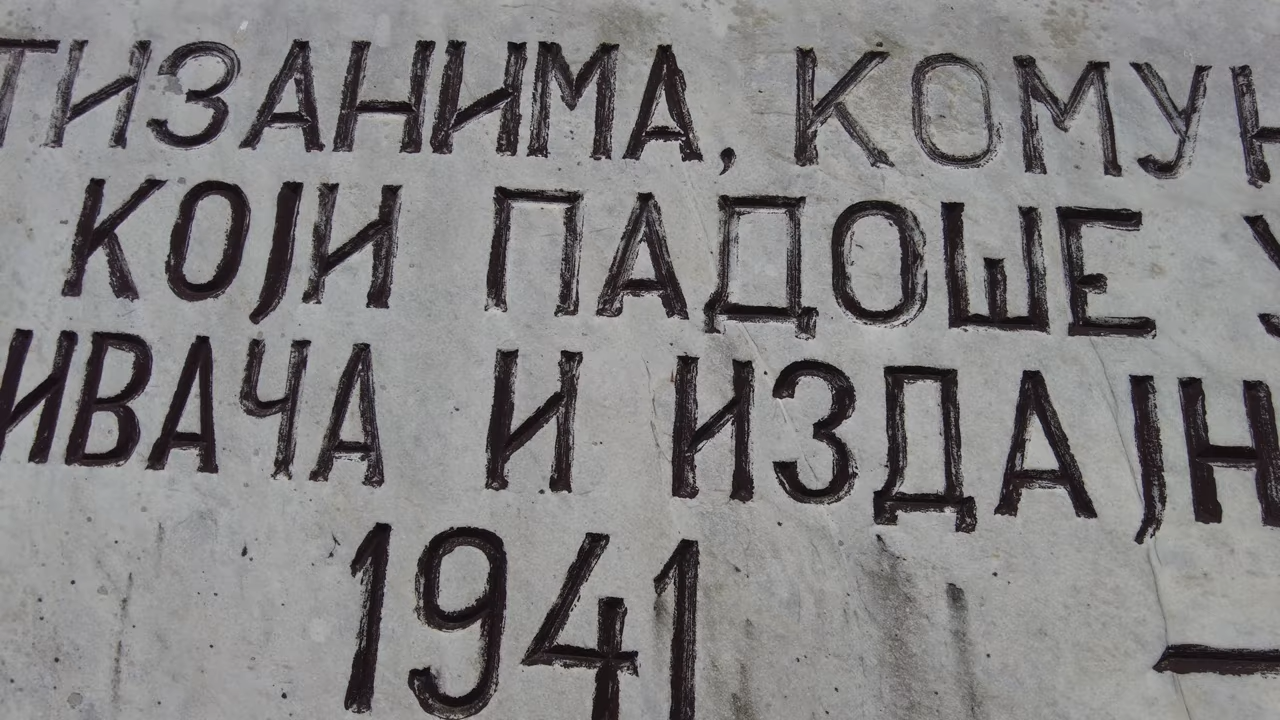 ТИЗАНИМА, КОМУН
КОЈИ ПАДОШЕ У
ИВАЧА И ИЗДАЈН
1941 —